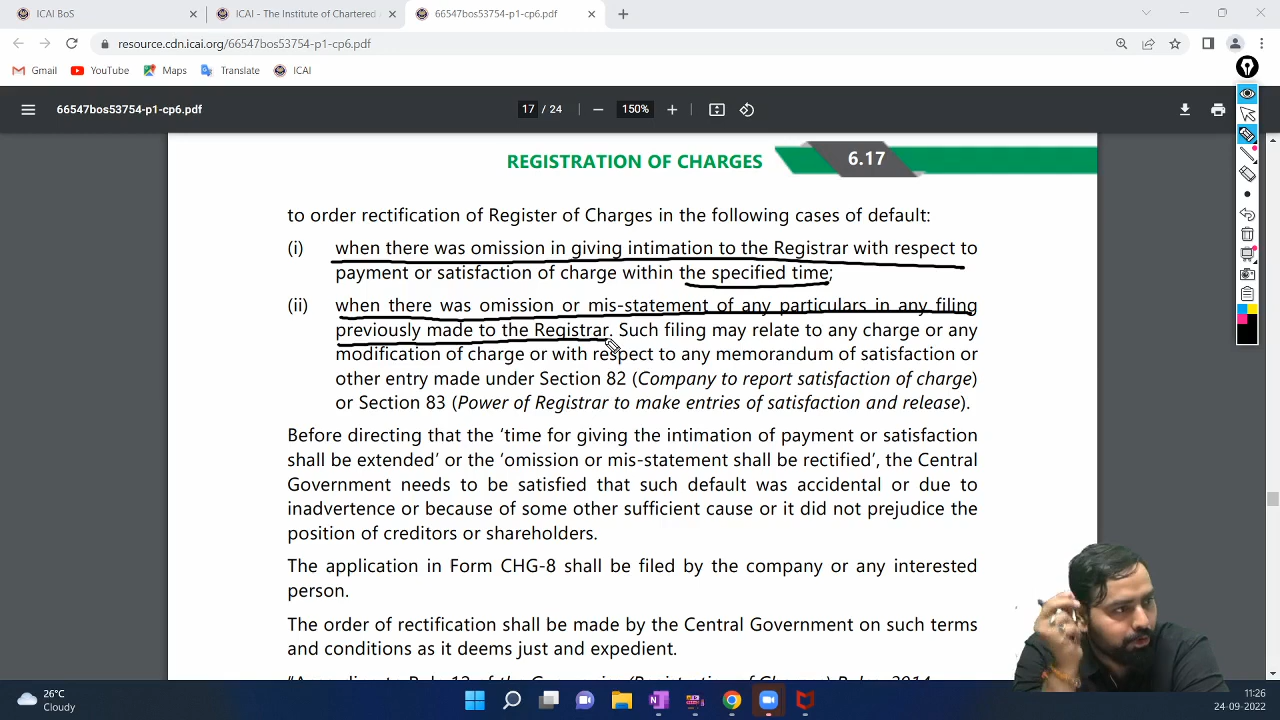 ICAI BoS
ICAI - The Institute of Chartered
66547bos53754-p1-cp6.pdf
resource.cdn.icai.org/66547bos53754-p1-cp6.pdf
Gmail
YouTube
Maps
Translate
ICAI
66547bos53754-p1-cp6.pdf
17 / 24
150%
REGISTRATION OF CHARGES
6.17
to order rectification of Register of Charges in the following cases of default:
(i) when there was omission in giving intimation to the Registrar with respect to
payment or satisfaction of charge within the specified time;
(ii) when there was omission or mis-statement of any particulars in any filing
previously made to the Registrar. Such filing may relate to any charge or any
modification of charge or with respect to any memorandum of satisfaction or
other entry made under Section 82 (Company to report satisfaction of charge)
or Section 83 (Power of Registrar to make entries of satisfaction and release).
Before directing that the ‘time for giving the intimation of payment or satisfaction
shall be extended’ or the ‘omission or mis-statement shall be rectified’, the Central
Government needs to be satisfied that such default was accidental or due to
inadvertence or because of some other sufficient cause or it did not prejudice the
position of creditors or shareholders.
The application in Form CHG-8 shall be filed by the company or any interested
person.
The order of rectification shall be made by the Central Government on such terms
and conditions as it deems just and expedient.
26°C
Cloudy
11:26
24-09-2022